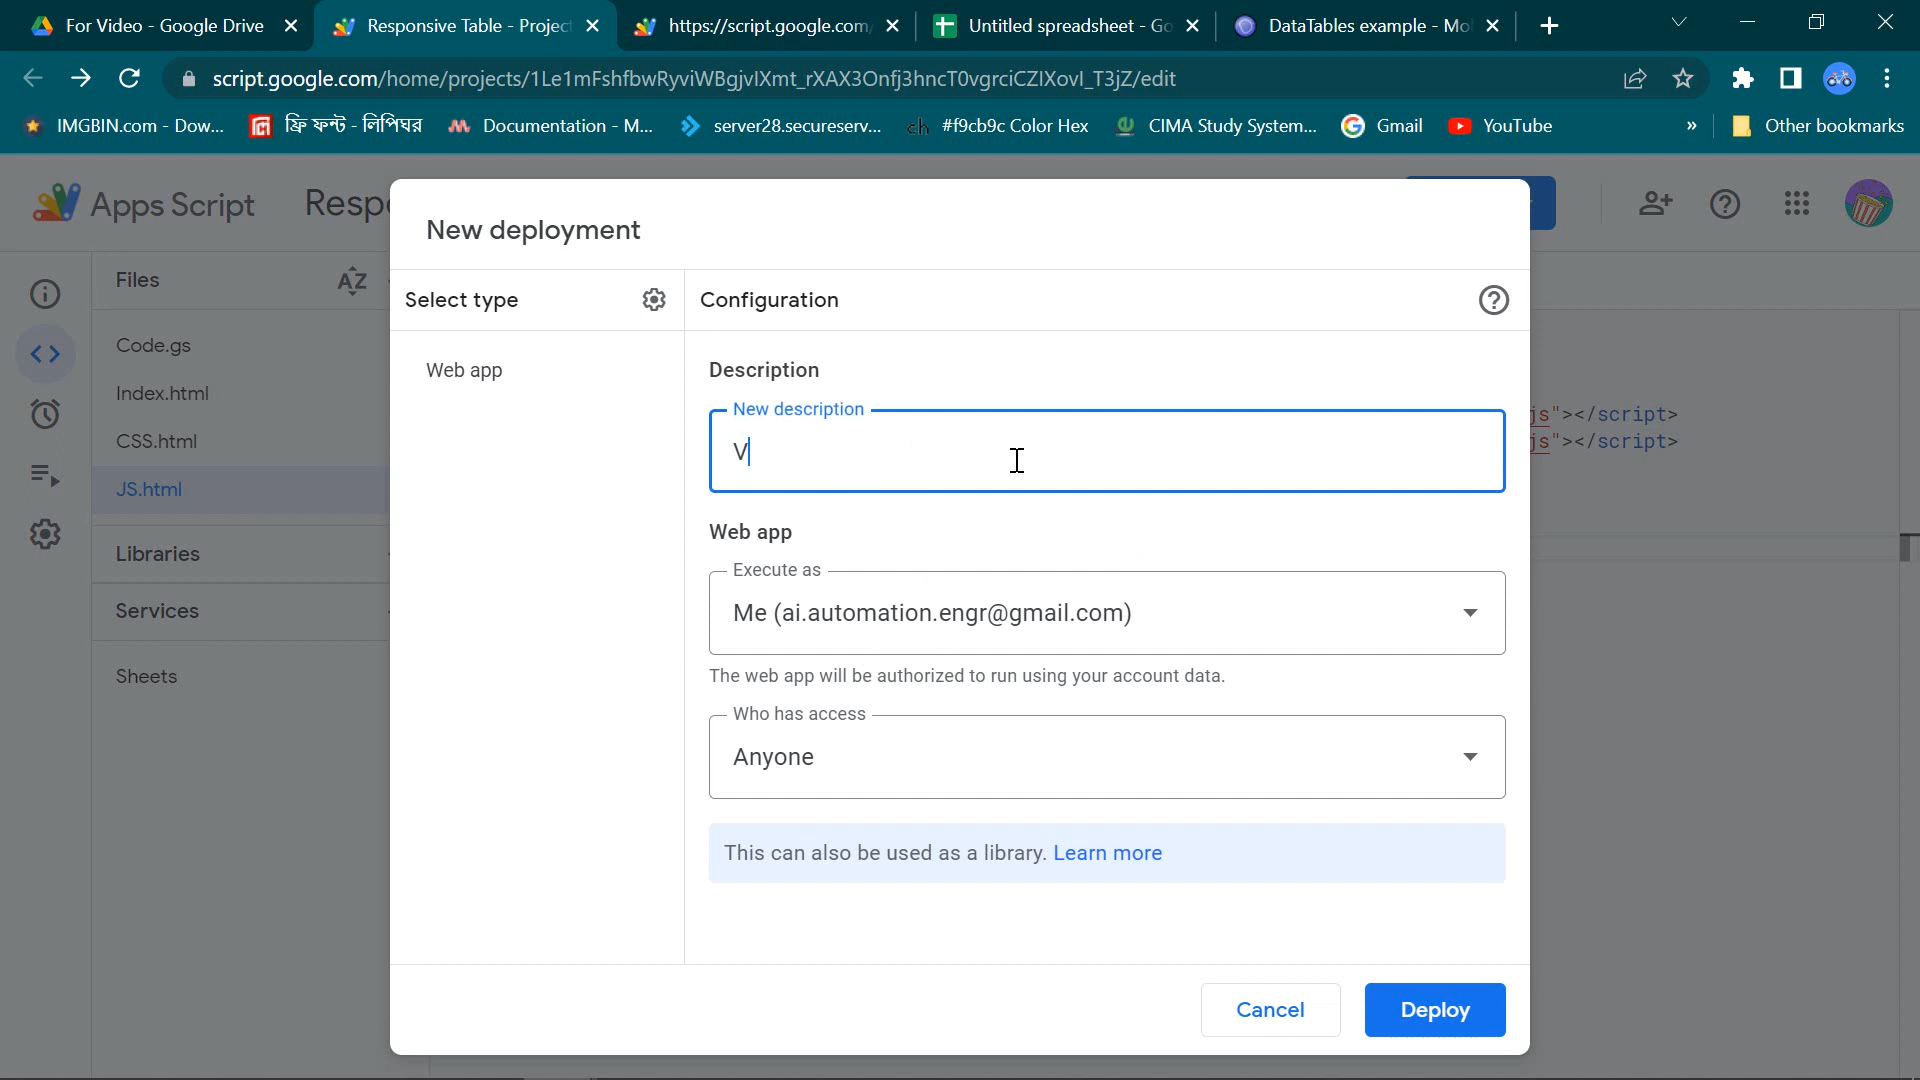 For Video - Google Drive
Responsive Table - Project
https://script.google.com/
Untitled spreadsheet - Go
DataTables example - Mo
script.google.com/home/projects/1Le1mFshfbwRyviWBgjvlXmt_rXAX3Onfj3hncT0vgrciCZIXovI_T3jZ/edit
IMGBIN.com - Dow...
ফ্রি ফন্ট - লিপিঘর
Documentation - M...
server28.secureserv...
ch #f9cb9c Color Hex
CIMA Study System...
Gmail
YouTube
»
Other bookmarks
Apps Script
Resp
New deployment
Files
AZ
Select type
Configuration
Code.gs
Web app
Description
Index.html
New description
js"></script>
V
CSS.html
js"></script>
JS.html
Web app
Libraries
Execute as
Services
Me (ai.automation.engr@gmail.com)
Sheets
The web app will be authorized to run using your account data.
Who has access
Anyone
This can also be used as a library. Learn more
Cancel
Deploy